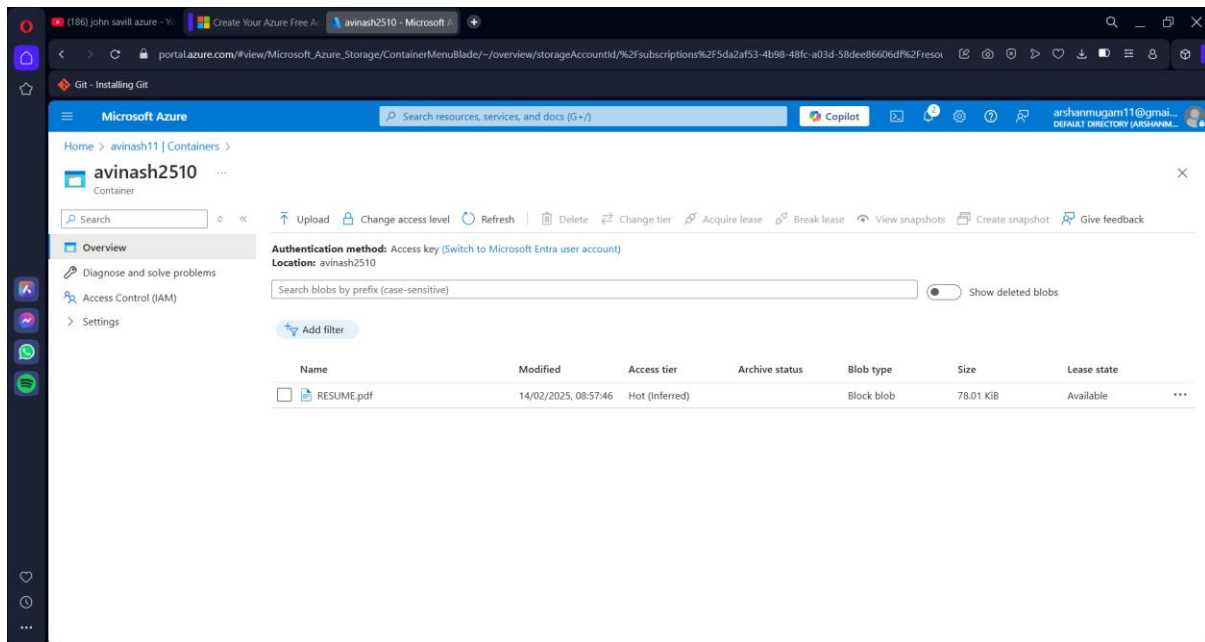 (186) john savill azure - Yo
Create Your Azure Free Ac
avinash2510 - Microsoft A
portal.azure.com/#view/Microsoft_Azure_Storage/ContainerMenuBlade/~/overview/storageAccountId/%2Fsubscriptions%2F5da2af53-4b98-48fc-a03d-58dee86606df%2Fresou
Git - Installing Git
Microsoft Azure
Search resources, services, and docs (G+/)
Copilot
2
arshanmugam11@gmai...
DEFAULT DIRECTORY (ARSHANM...
Home > avinash11 | Containers >
avinash2510 ...
Container
Search
Upload Change access level Refresh Delete Change tier Acquire lease Break lease View snapshots Create snapshot Give feedback
Overview
Diagnose and solve problems
Access Control (IAM)
Settings
Authentication method: Access key (Switch to Microsoft Entra user account)
Location: avinash2510
Search blobs by prefix (case-sensitive)
Show deleted blobs
Add filter
Name Modified Access tier Archive status Blob type Size Lease state
RESUME.pdf 14/02/2025, 08:57:46 Hot (Inferred) Block blob 78.01 KiB Available ...